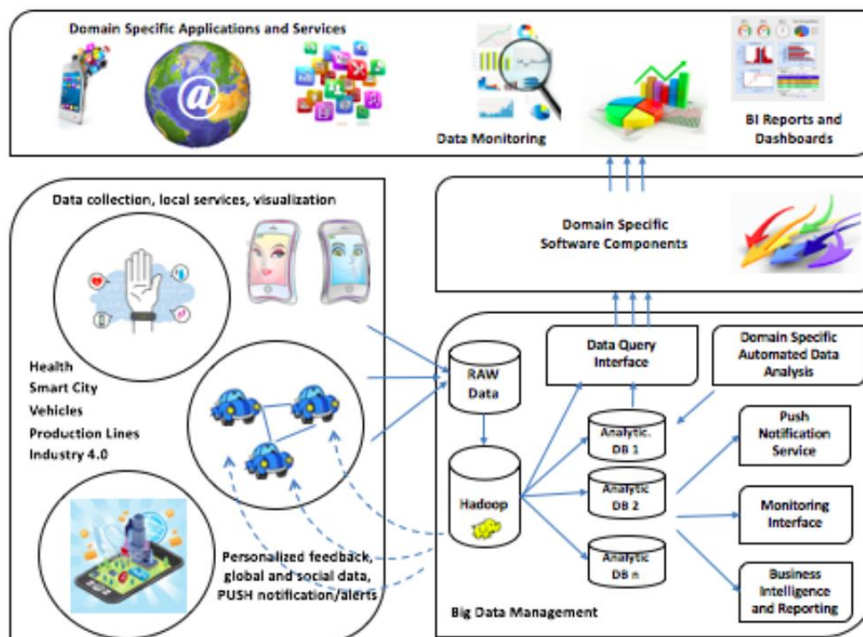 Domain Specific Applications and Services
@
Data Monitoring
BI Reports and
Dashboards
Data collection, local services, visualization
Domain Specific
Software Components
Health
Smart City
Vehicles
Production Lines
Industry 4.0
RAW
Data
Data Query
Interface
Domain Specific
Automated Data
Analysis
Hadoop
Analytic.
DB 1
Analytic
DB 2
Analytic
DB n
Push
Notification
Service
Monitoring
Interface
Business
Intelligence
and Reporting
Personalized feedback,
global and social data,
PUSH notification/alerts
Big Data Management